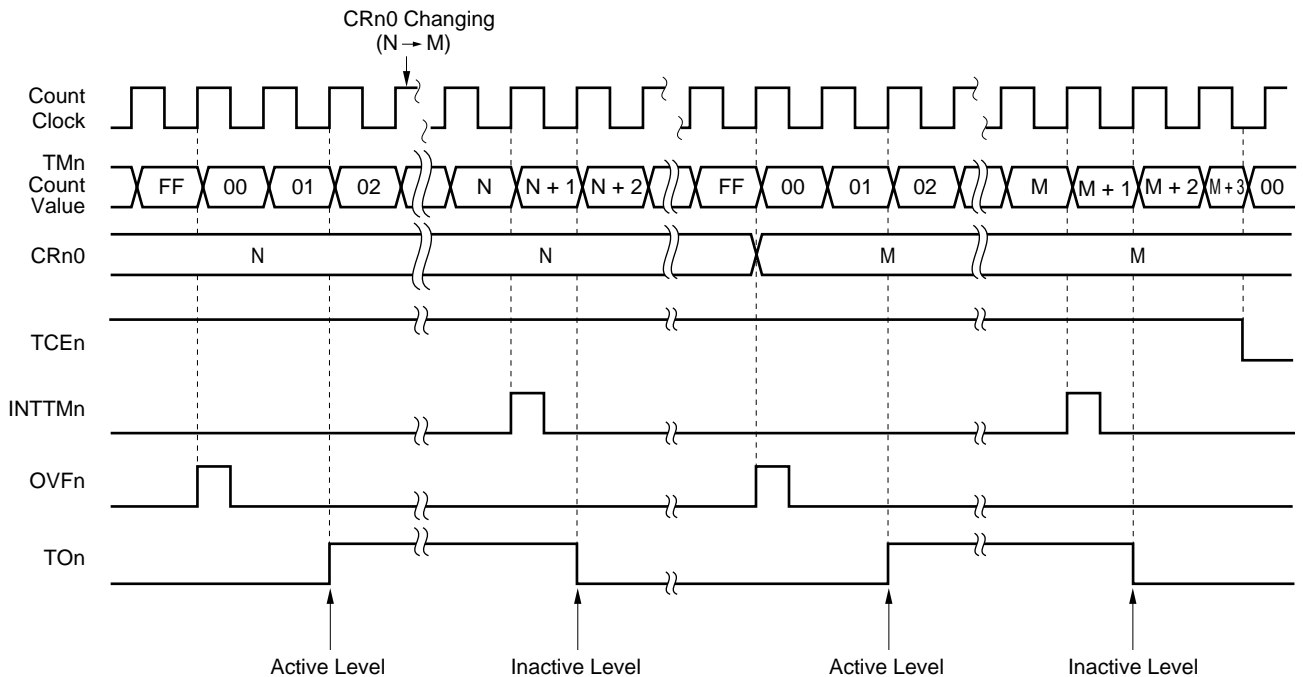 CRn0 Changing
(N → M)
Count
Clock
TMn
Count
Value
FF 00 01 02 N N + 1 N + 2 FF 00 01 02 M M + 1 M + 2 M + 3 00
CRn0 N N M M
TCEn
INTTMn
OVFn
TOn
Active Level Inactive Level Active Level Inactive Level